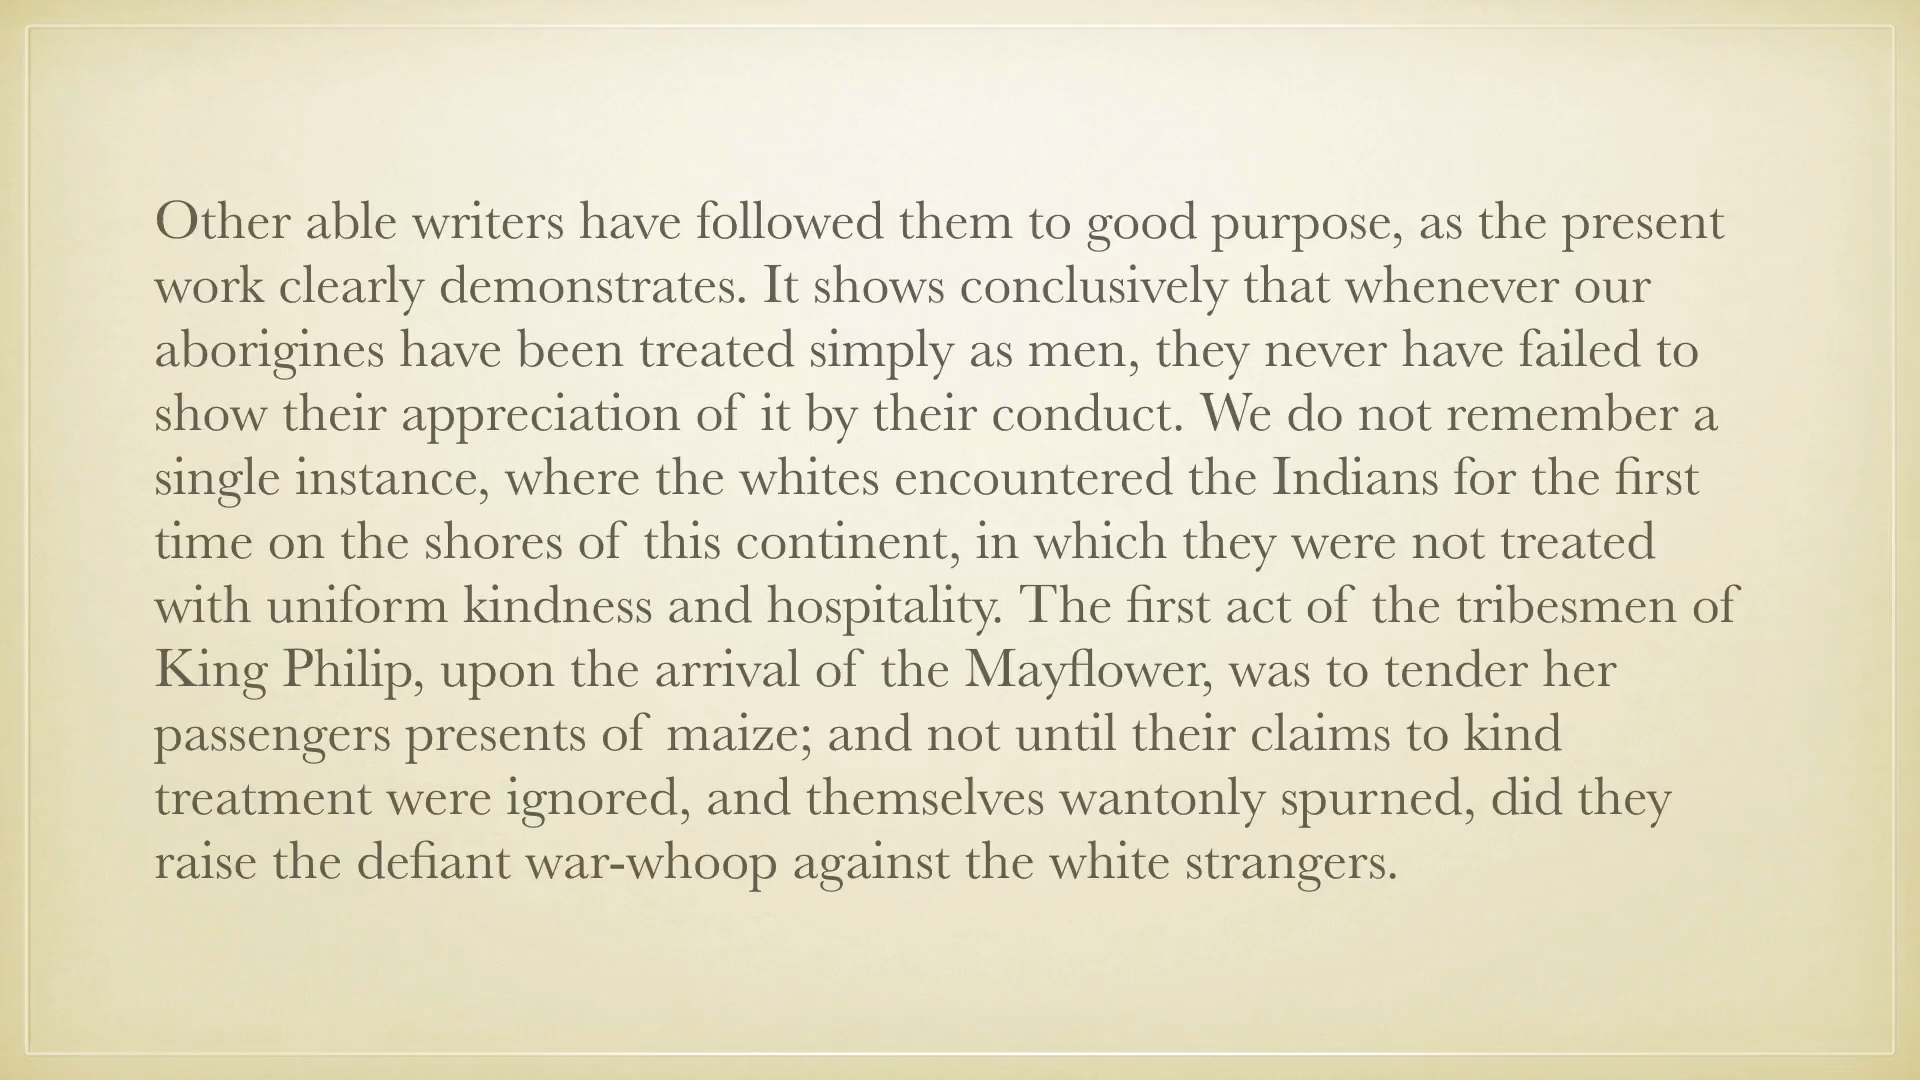 Other able writers have followed them to good purpose, as the present
work clearly demonstrates. It shows conclusively that whenever our
aborigines have been treated simply as men, they never have failed to
show their appreciation of it by their conduct. We do not remember a
single instance, where the whites encountered the Indians for the first
time on the shores of this continent, in which they were not treated
with uniform kindness and hospitality. The first act of the tribesmen of
King Philip, upon the arrival of the Mayflower, was to tender her
passengers presents of maize; and not until their claims to kind
treatment were ignored, and themselves wantonly spurned, did they
raise the defiant war-whoop against the white strangers.